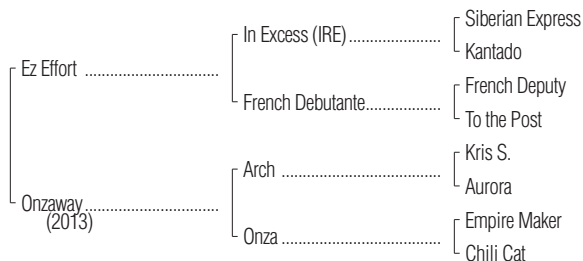 Siberian Express
In Excess (IRE)
Kantado
Ez Effort
French Deputy
French Debutante
To the Post
Kris S.
Arch
Aurora
Onzaway
(2013)
Empire Maker
Onza
Chili Cat